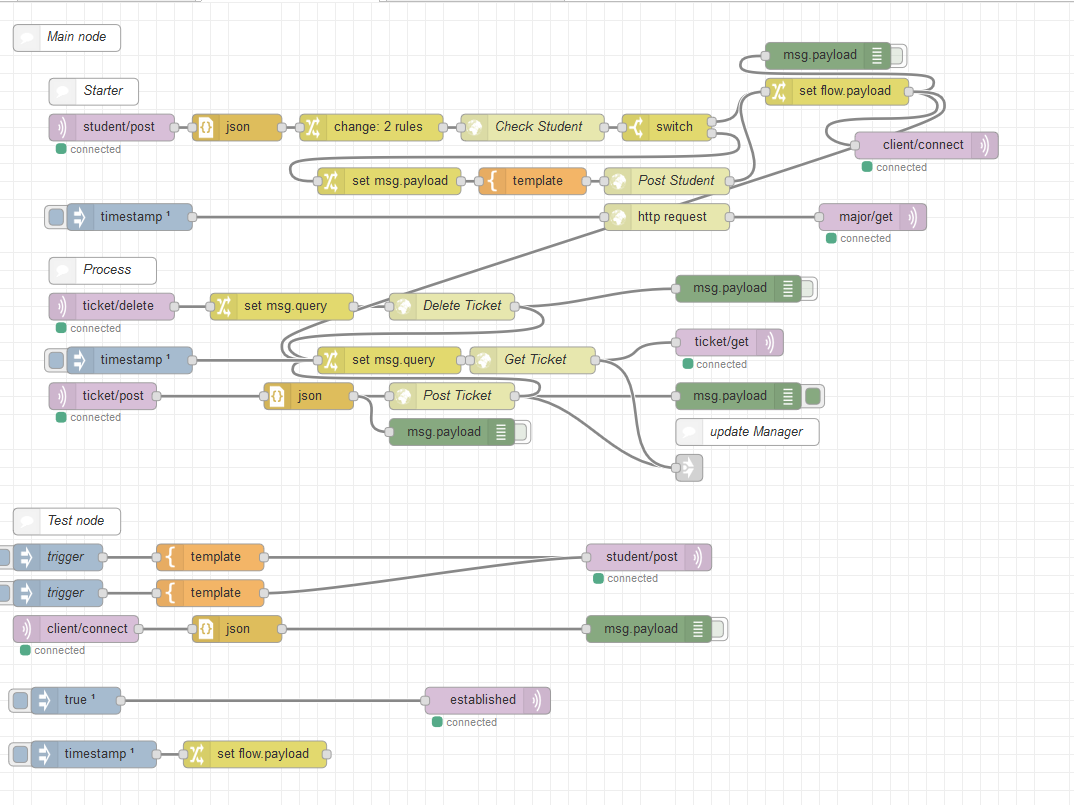 Main node
msg.payload
Starter
set flow.payload
student/post
json
change: 2 rules
Check Student
switch
connected
client/connect
connected
set msg.payload
template
Post Student
timestamp ¹
http request
major/get
connected
Process
ticket/delete
set msg.query
Delete Ticket
msg.payload
connected
timestamp ¹
set msg.query
Get Ticket
ticket/get
connected
ticket/post
json
Post Ticket
msg.payload
connected
msg.payload
update Manager
Test node
trigger
template
student/post
connected
trigger
template
client/connect
json
msg.payload
connected
true ¹
established
connected
timestamp ¹
set flow.payload